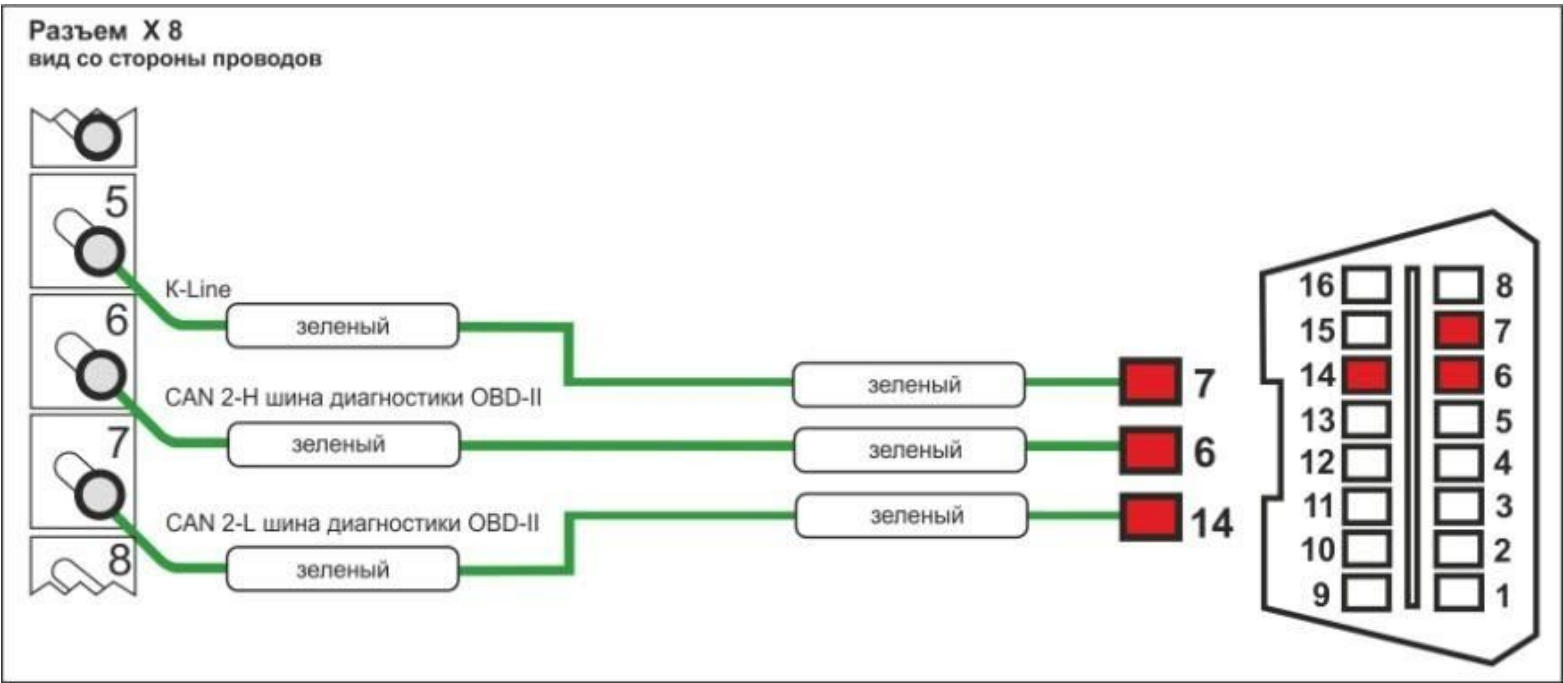 Разъем X 8
вид со стороны проводов
5
K-Line
зеленый
зеленый
7
6
CAN 2-H шина диагностики OBD-II
зеленый
зеленый
6
7
CAN 2-L шина диагностики OBD-II
зеленый
зеленый
14
8
16 8
15 7
14 6
13 5
12 4
11 3
10 2
9 1